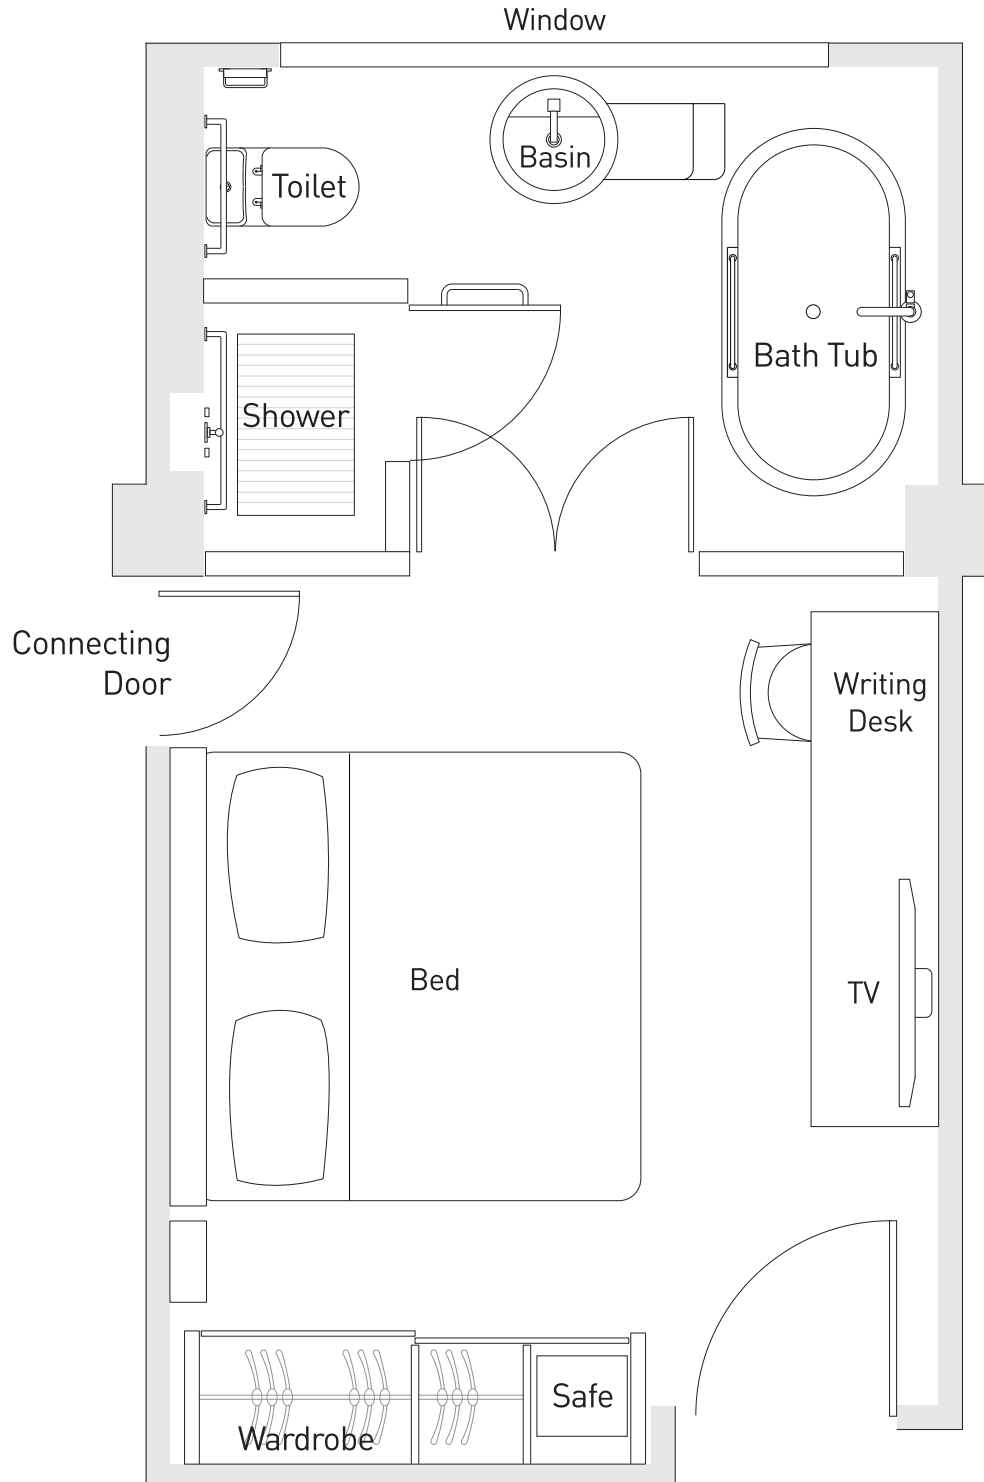 Window
Basin
Toilet
Bath Tub
Shower
Connecting
Door
Writing
Desk
Bed
TV
Safe
Wardrobe